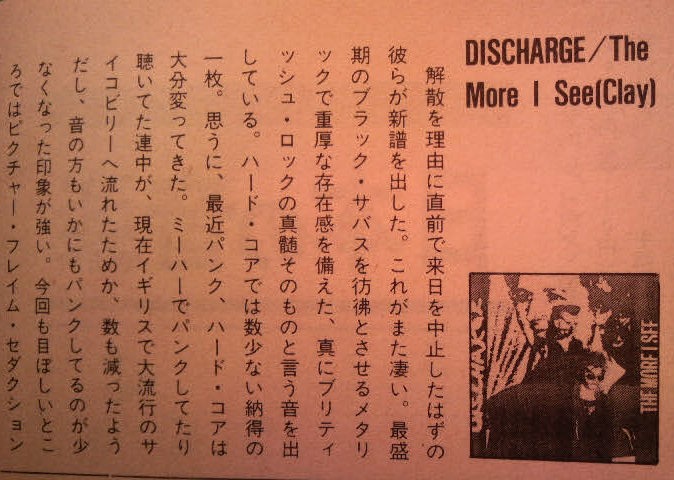 DISCHARGE/The
More I See(Clay)
解散を理由に直前で来日を中止したはずの
彼らが新譜を出した。これがまた凄い。最盛
期のブラック・サバスを彷彿とさせるメタリ
ックで重厚な存在感を備えた、真にブリティ
ッシュ・ロックの真髄そのものと言う音を出
している。ハード・コアでは数少ない納得の
一枚。思うに、最近パンク、ハード・コアは
大分変ってきた。ミーハーでパンクしてたり
聴いてた連中が、現在イギリスで大流行のサ
イコビリーへ流れたためか、数も減ったよう
だし、音の方もいかにもパンクしてるのが少
なくなった印象が強い。今回も目ぼしいとこ
ろではピクチャー・フレイム・セダクション
DISCHARGE
THE MORE I SEE